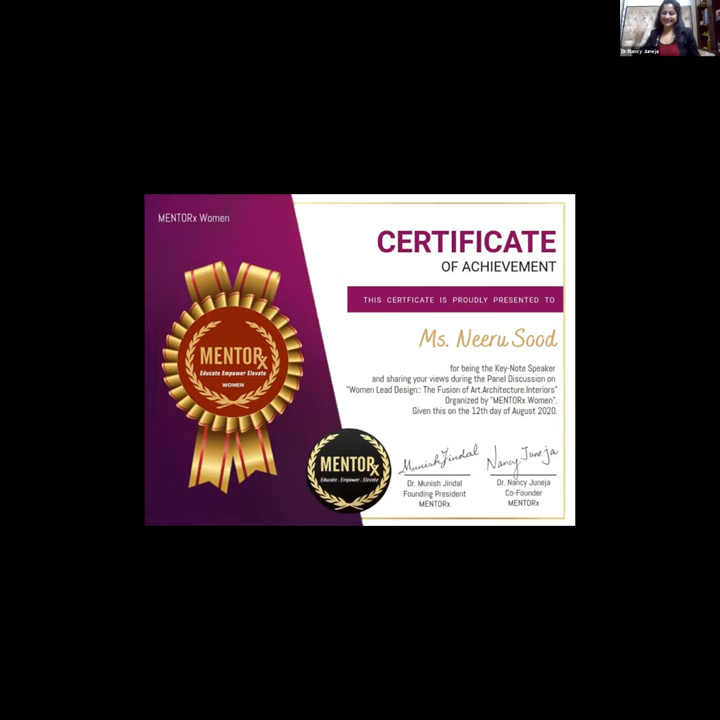 Dr.Nancy Juneja
MENTORx Women
CERTIFICATE
OF ACHIEVEMENT
THIS CERTFICATE IS PROUDLY PRESENTED TO
Ms. Neeru Sood
for being the Key-Note Speaker
and sharing your views during the Panel Discussion on
"Women Lead Design:: The Fusion of Art.Architecture.Interiors"
Organized by "MENTORx Women".
Given this on the 12th day of August 2020.
MENTORx
Educate Empower Elevate
WOMEN
MENTORx
Educate . Empower . Elevate
Munish Jindal
Nancy Juneja
Dr. Munish Jindal
Founding President
MENTORx
Dr. Nancy Juneja
Co-Founder
MENTORx